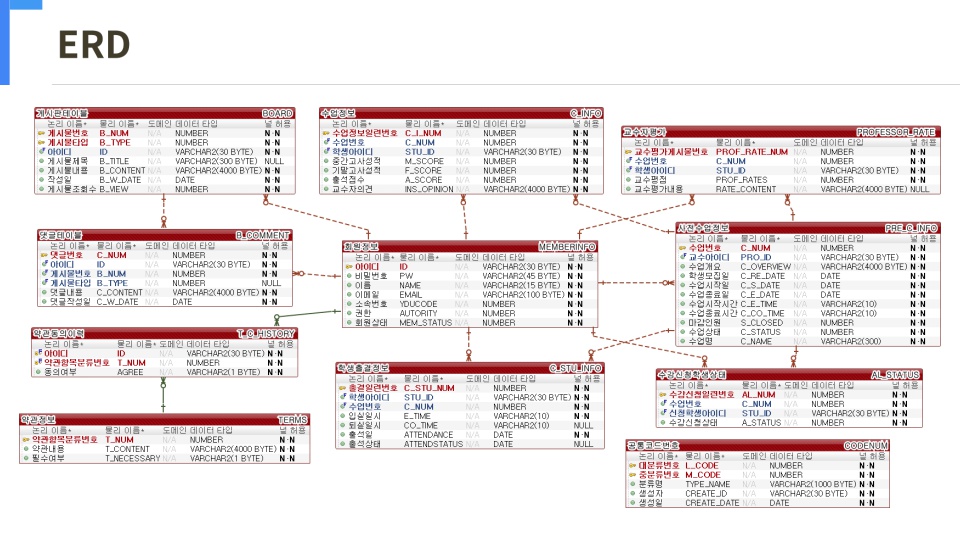 ERD
게시판테이블 BOARD
논리 이름* 물리 이름* 도메인 데이터 타입 널 허용
게시물번호 B_NUM N/A NUMBER N-N
게시물타입 B_TYPE N/A NUMBER N-N
아이디 ID N/A VARCHAR2(30 BYTE) N-N
게시물제목 B_TITLE N/A VARCHAR2(300 BYTE) NULL
게시물내용 B_CONTENT N/A VARCHAR2(4000 BYTE) N-N
작성일 B_W_DATE N/A DATE N-N
게시물조회수 B_VIEW N/A NUMBER N-N
수업정보 C_INFO
논리 이름* 물리 이름* 도메인 데이터 타입 널 허용
수업정보일련번호 C_I_NUM N/A NUMBER N-N
수업번호 C_NUM N/A NUMBER N-N
학생아이디 STU_ID N/A VARCHAR2(30 BYTE) N-N
중간고사성적 M_SCORE N/A NUMBER N-N
기말고사성적 F_SCORE N/A NUMBER N-N
출석점수 A_SCORE N/A NUMBER N-N
교수자의견 INS_OPINION N/A VARCHAR2(4000 BYTE) N-N
교수자평가 PROFESSOR_RATE
논리 이름* 물리 이름* 도메인 데이터 타입 널 허용
교수평가게시물번호 PROF_RATE_NUM N/A NUMBER N-N
수업번호 C_NUM N/A NUMBER N-N
학생아이디 STU_ID N/A VARCHAR2(30 BYTE) N-N
교수평점 PROF_RATES N/A NUMBER N-N
교수평가내용 RATE_CONTENT N/A VARCHAR2(4000 BYTE) NULL
댓글테이블 B_COMMENT
논리 이름* 물리 이름* 도메인 데이터 타입 널 허용
댓글번호 C_NUM N/A NUMBER N-N
아이디 ID N/A VARCHAR2(30 BYTE) N-N
게시물번호 B_NUM N/A NUMBER N-N
게시물타입 B_TYPE N/A NUMBER NULL
댓글내용 C_CONTENT N/A VARCHAR2(4000 BYTE) N-N
댓글작성일 C_W_DATE N/A DATE N-N
회원정보 MEMBERINFO
논리 이름* 물리 이름* 도메인 데이터 타입 널 허용
아이디 ID N/A VARCHAR2(30 BYTE) N-N
비밀번호 PW N/A VARCHAR2(45 BYTE) N-N
이름 NAME N/A VARCHAR2(15 BYTE) N-N
이메일 EMAIL N/A VARCHAR2(100 BYTE) N-N
소속번호 YDUCODE N/A NUMBER N-N
권한 AUTORITY N/A NUMBER N-N
회원상태 MEM_STATUS N/A NUMBER N-N
사전수업정보 PRE_C_INFO
논리 이름* 물리 이름* 도메인 데이터 타입 널 허용
수업번호 C_NUM N/A NUMBER N-N
교수아이디 PRO_ID N/A VARCHAR2(30 BYTE) N-N
수업개요 C_OVERVIEW N/A VARCHAR2(4000 BYTE) N-N
학생모집일 C_RE_DATE N/A DATE N-N
수업시작일 C_S_DATE N/A DATE N-N
수업종료일 C_E_DATE N/A DATE N-N
수업시작시간 C_E_TIME N/A VARCHAR2(10) N-N
수업종료시간 C_CO_TIME N/A VARCHAR2(10) N-N
마감인원 S_CLOSED N/A NUMBER N-N
수업상태 C_STATUS N/A NUMBER N-N
수업명 C_NAME N/A VARCHAR2(300) N-N
약관동의이력 T_O_HISTORY
논리 이름* 물리 이름* 도메인 데이터 타입 널 허용
아이디 ID N/A VARCHAR2(30 BYTE) N-N
약관항목분류번호 T_NUM N/A NUMBER N-N
동의여부 AGREE N/A VARCHAR2(1 BYTE) N-N
학생출결정보 C_STU_INFO
논리 이름* 물리 이름* 도메인 데이터 타입 널 허용
출결일련번호 C_STU_NUM N/A NUMBER N-N
학생아이디 STU_ID N/A VARCHAR2(30 BYTE) N-N
수업번호 C_NUM N/A NUMBER N-N
입실일시 E_TIME N/A VARCHAR2(10) N-N
퇴실일시 CO_TIME N/A VARCHAR2(10) NULL
출석일 ATTENDANCE N/A DATE N-N
출석상태 ATTENDSTATUS N/A DATE NULL
수강신청학생상태 AL_STATUS
논리 이름* 물리 이름* 도메인 데이터 타입 널 허용
수강신청일련번호 AL_NUM N/A NUMBER N-N
수업번호 C_NUM N/A NUMBER N-N
신청학생아이디 STU_ID N/A VARCHAR2(30 BYTE) N-N
수강신청상태 A_STATUS N/A NUMBER N-N
약관정보 TERMS
논리 이름* 물리 이름* 도메인 데이터 타입 널 허용
약관항목분류번호 T_NUM N/A NUMBER N-N
약관내용 T_CONTENT N/A VARCHAR2(4000 BYTE) N-N
필수여부 T_NECESSARY N/A VARCHAR2(1 BYTE) N-N
공통코드번호 CODENUM
논리 이름* 물리 이름* 도메인 데이터 타입 널 허용
대분류번호 L_CODE N/A NUMBER N-N
중분류번호 M_CODE N/A NUMBER N-N
분류명 TYPE_NAME N/A VARCHAR2(1000 BYTE) N-N
생성자 CREATE_ID N/A VARCHAR2(30 BYTE) N-N
생성일 CREATE_DATE N/A DATE N-N